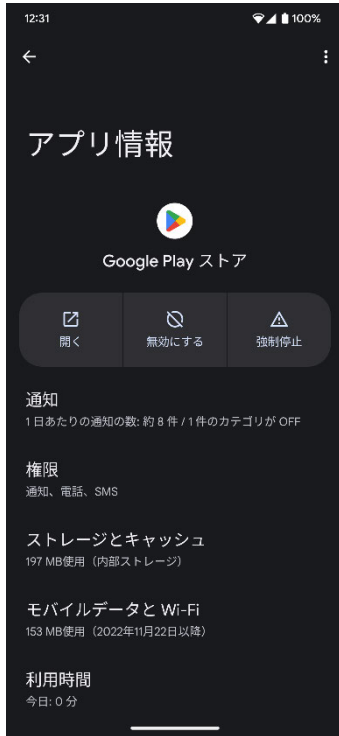 12:31
100%
アプリ情報
Google Play ストア
開く
無効にする
強制停止
通知
1日あたりの通知の数: 約 8 件 / 1 件のカテゴリが OFF
権限
通知、電話、SMS
ストレージとキャッシュ
197 MB使用（内部ストレージ）
モバイルデータと Wi-Fi
153 MB使用（2022年11月22日以降）
利用時間
今日: 0 分